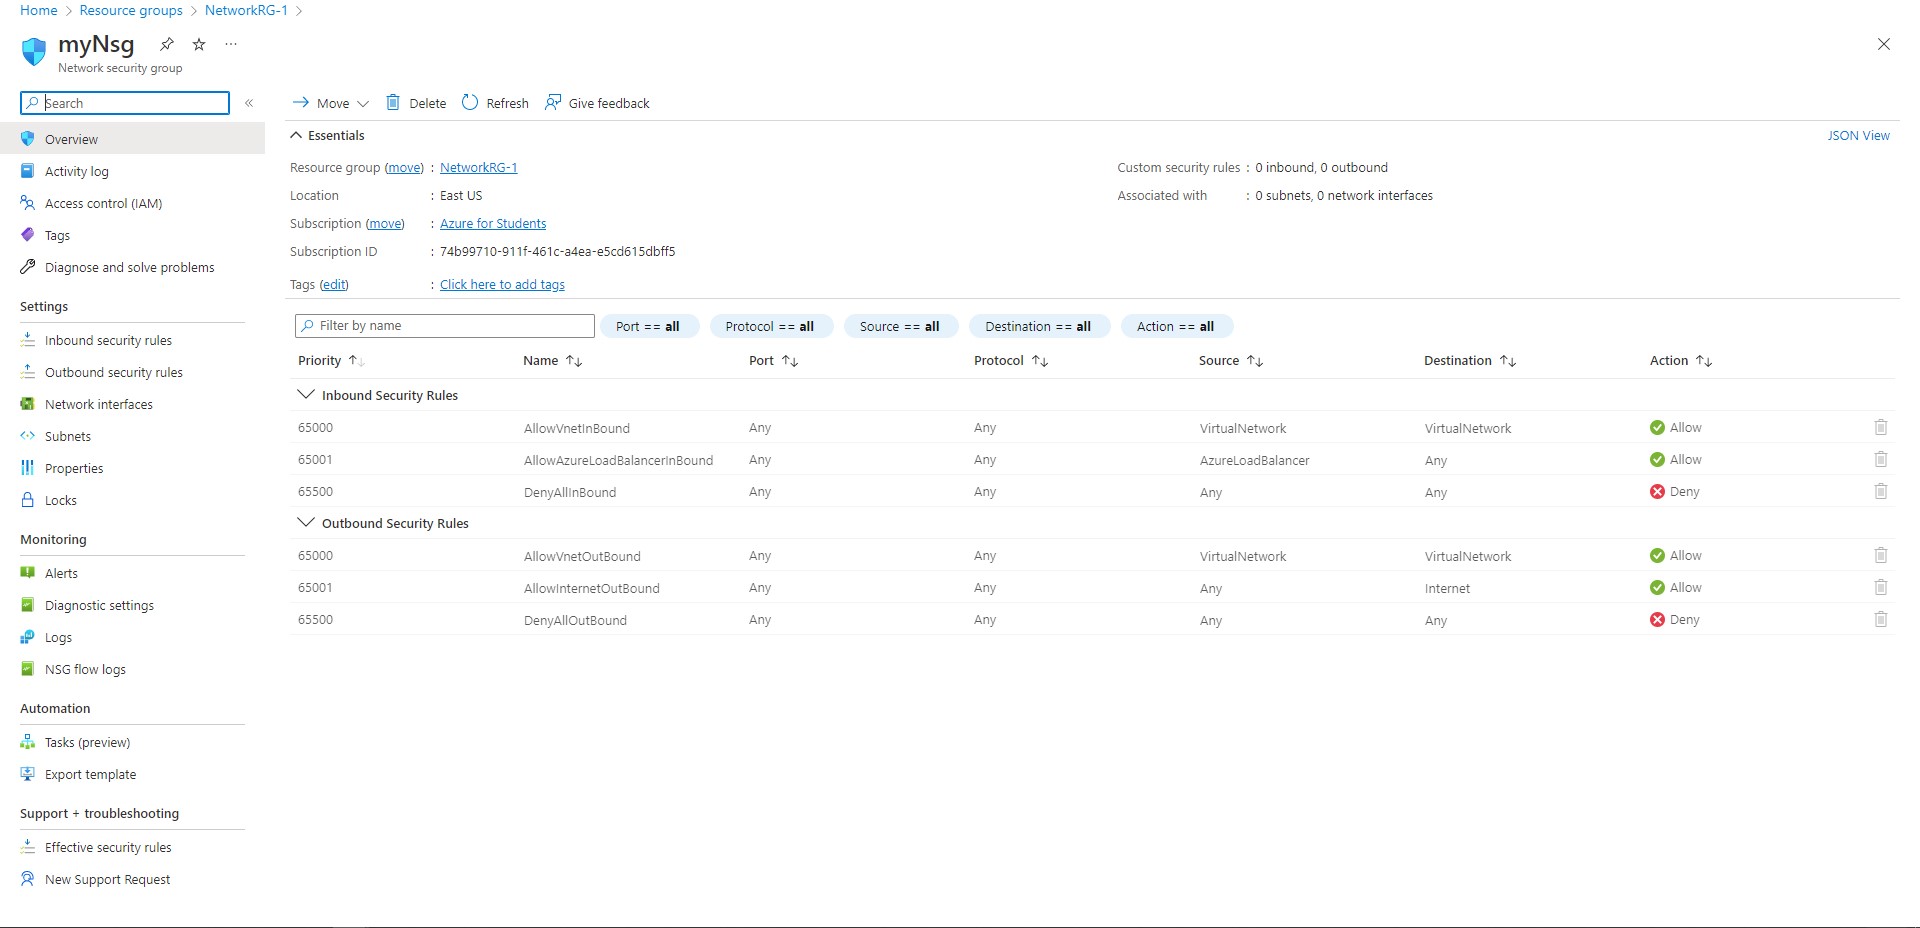 Home > Resource groups > NetworkRG-1 >
myNsg
Network security group
Search
Move Delete Refresh Give feedback
Overview
Activity log
Access control (IAM)
Tags
Diagnose and solve problems
Settings
Inbound security rules
Outbound security rules
Network interfaces
Subnets
Properties
Locks
Monitoring
Alerts
Diagnostic settings
Logs
NSG flow logs
Automation
Tasks (preview)
Export template
Support + troubleshooting
Effective security rules
New Support Request
Essentials JSON View
Resource group (move) : NetworkRG-1
Location : East US
Subscription (move) : Azure for Students
Subscription ID : 74b99710-911f-461c-a4ea-e5cd615dbff5
Tags (edit) : Click here to add tags
Custom security rules : 0 inbound, 0 outbound
Associated with : 0 subnets, 0 network interfaces
Filter by name Port == all Protocol == all Source == all Destination == all Action == all
Priority Name Port Protocol Source Destination Action
Inbound Security Rules
65000 AllowVnetInBound Any Any VirtualNetwork VirtualNetwork Allow
65001 AllowAzureLoadBalancerInBound Any Any AzureLoadBalancer Any Allow
65500 DenyAllInBound Any Any Any Any Deny
Outbound Security Rules
65000 AllowVnetOutBound Any Any VirtualNetwork VirtualNetwork Allow
65001 AllowInternetOutBound Any Any Any Internet Allow
65500 DenyAllOutBound Any Any Any Any Deny